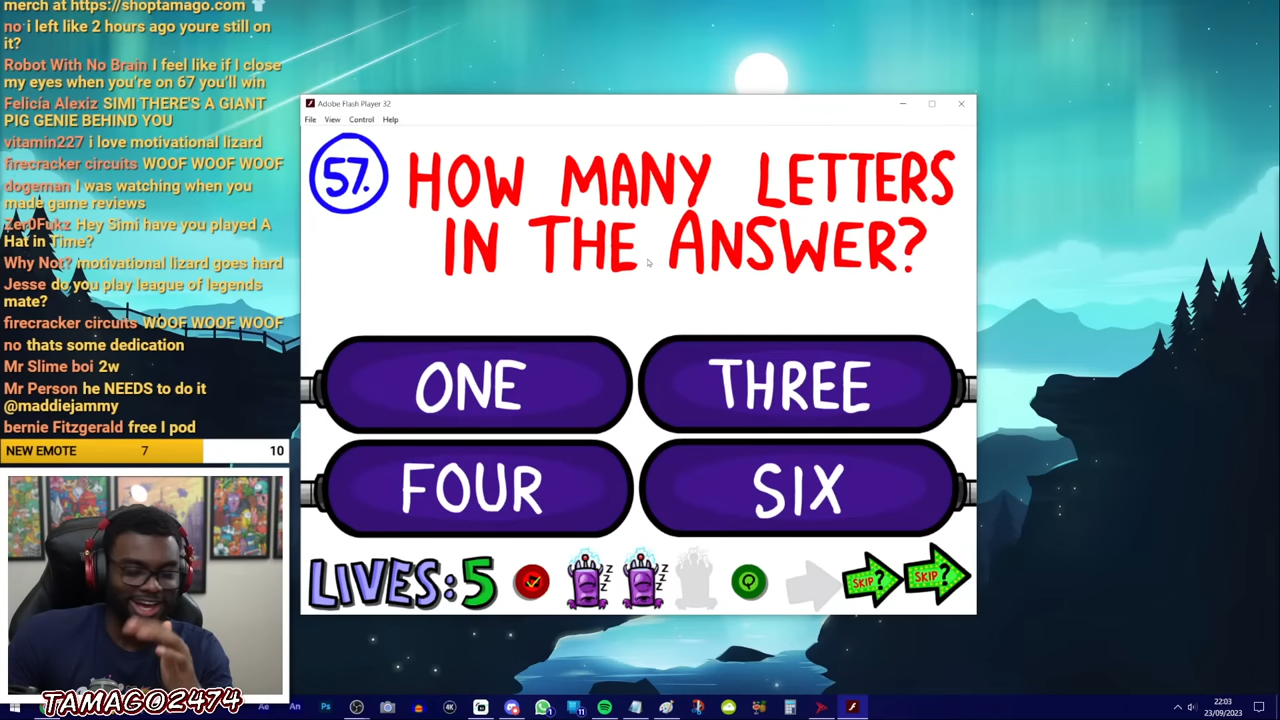 merch at https://shoptamago.com
no i left like 2 hours ago youre still on
it?
Robot With No Brain I feel like if I close
my eyes when you're on 67 you'll win
Felicía Alexiz SIMI THERE'S A GIANT
PIG GENIE BEHIND YOU
vitamin227 i love motivational lizard
firecracker circuits WOOF WOOF WOOF
dogeman I was watching when you
made game reviews
Zer0Fukz Hey Simi have you played A
Hat in Time?
Why Not? motivational lizard goes hard
Jesse do you play league of legends
mate?
firecracker circuits WOOF WOOF WOOF
no thats some dedication
Mr Slime boi 2w
Mr Person he NEEDS to do it
@maddiejammy
bernie Fitzgerald free I pod
NEW EMOTE 7 10
TAMAGO2474
Adobe Flash Player 32
File View Control Help
57. HOW MANY LETTERS
IN THE ANSWER?
ONE THREE
FOUR SIX
LIVES: 5 Z Z Z Z Z Z SKIP? SKIP?
Ae An Ps 4K 11
22:03
23/09/2023